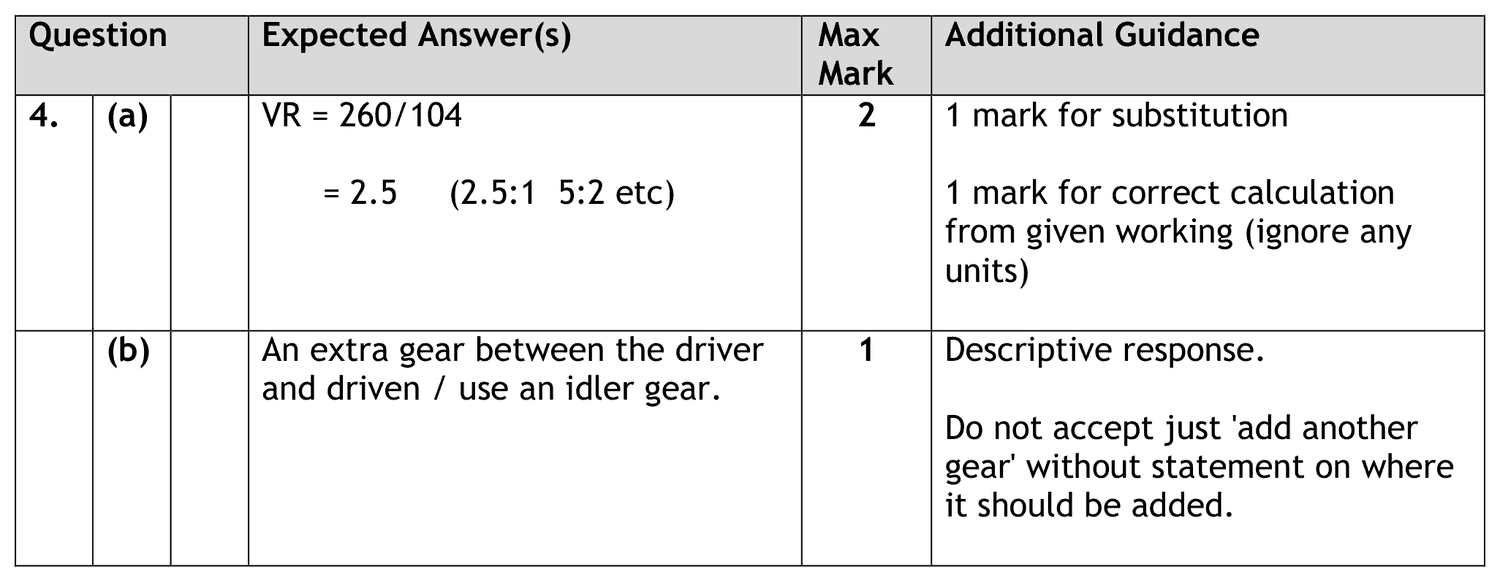 Question Expected Answer(s) Max Mark Additional Guidance
4. (a) VR = 260/104 2 1 mark for substitution
= 2.5 (2.5:1 5:2 etc) 1 mark for correct calculation
from given working (ignore any
units)
(b) An extra gear between the driver 1 Descriptive response.
and driven / use an idler gear.
Do not accept just 'add another
gear' without statement on where
it should be added.